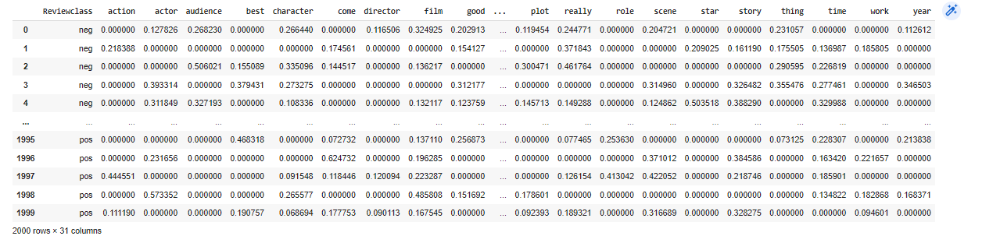 Reviewclass action actor audience best character come director film good ... plot really role scene star story thing time work year
0 neg 0.000000 0.127826 0.268230 0.000000 0.266440 0.000000 0.116506 0.324925 0.202913 ... 0.119454 0.244771 0.000000 0.204721 0.000000 0.000000 0.231057 0.000000 0.000000 0.112612
1 neg 0.218388 0.000000 0.000000 0.000000 0.000000 0.174561 0.000000 0.000000 0.154127 ... 0.000000 0.371843 0.000000 0.000000 0.209025 0.161190 0.175505 0.136987 0.185805 0.000000
2 neg 0.000000 0.000000 0.506021 0.155089 0.335096 0.144517 0.000000 0.136217 0.000000 ... 0.300471 0.461764 0.000000 0.000000 0.000000 0.000000 0.290595 0.226819 0.000000 0.000000
3 neg 0.000000 0.393314 0.000000 0.379431 0.273275 0.000000 0.000000 0.000000 0.312177 ... 0.000000 0.000000 0.000000 0.314960 0.000000 0.326482 0.355476 0.277461 0.000000 0.346503
4 neg 0.000000 0.311849 0.327193 0.000000 0.108336 0.000000 0.000000 0.132117 0.123759 ... 0.145713 0.149288 0.000000 0.124862 0.503518 0.388290 0.000000 0.329988 0.000000 0.000000
... ... ... ... ... ... ... ... ... ... ... ... ... ... ... ... ... ... ... ... ... ...
1995 pos 0.000000 0.000000 0.000000 0.468318 0.000000 0.072732 0.000000 0.137110 0.256873 ... 0.000000 0.077465 0.253630 0.000000 0.000000 0.000000 0.073125 0.228307 0.000000 0.213838
1996 pos 0.000000 0.231656 0.000000 0.000000 0.000000 0.624732 0.000000 0.196285 0.000000 ... 0.000000 0.000000 0.000000 0.371012 0.000000 0.384586 0.000000 0.163420 0.221657 0.000000
1997 pos 0.444551 0.000000 0.000000 0.000000 0.091548 0.118446 0.120094 0.223287 0.000000 ... 0.000000 0.126154 0.413042 0.422052 0.000000 0.218746 0.000000 0.185901 0.000000 0.000000
1998 pos 0.000000 0.573352 0.000000 0.000000 0.265577 0.000000 0.000000 0.485808 0.151692 ... 0.178601 0.000000 0.000000 0.000000 0.000000 0.000000 0.000000 0.134822 0.182868 0.168371
1999 pos 0.111190 0.000000 0.000000 0.190757 0.068694 0.177753 0.090113 0.167545 0.000000 ... 0.092393 0.189321 0.000000 0.316689 0.000000 0.328275 0.000000 0.000000 0.094601 0.000000
2000 rows × 31 columns